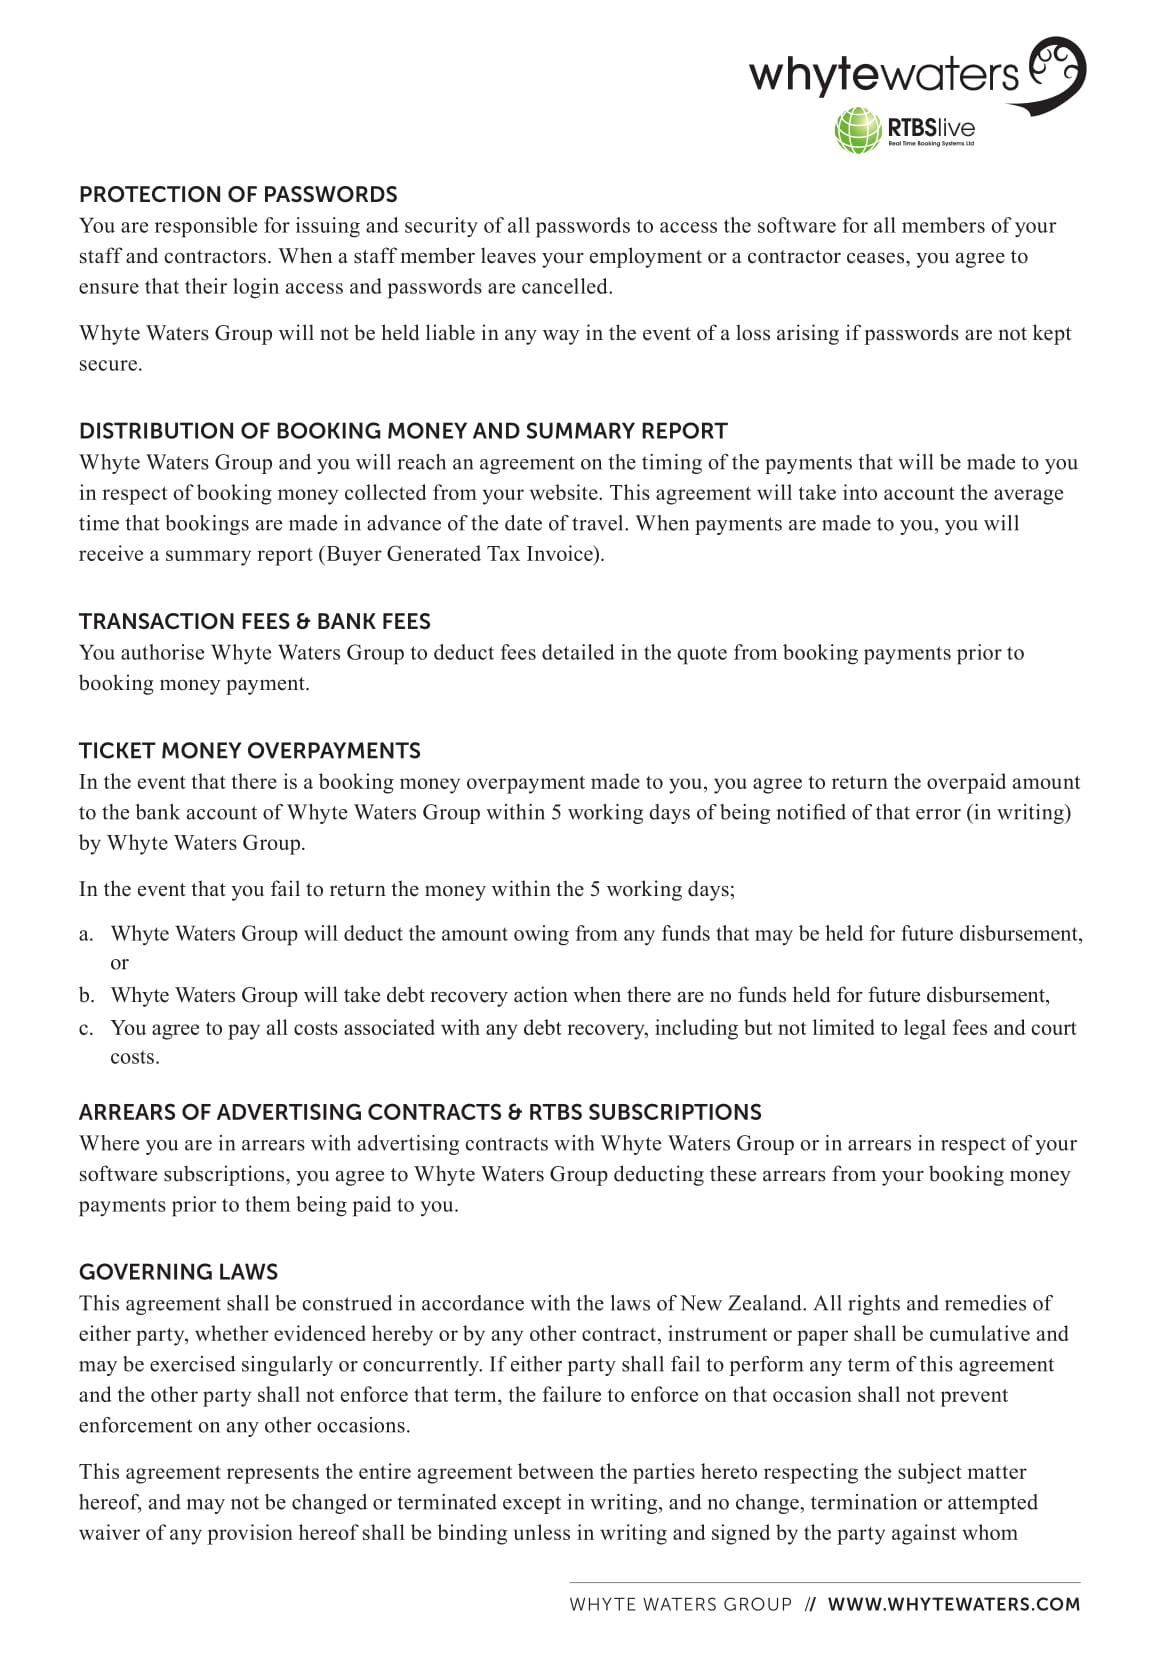 whytewaters
RTBSlive
Real Time Booking Systems Ltd
PROTECTION OF PASSWORDS
You are responsible for issuing and security of all passwords to access the software for all members of your
staff and contractors. When a staff member leaves your employment or a contractor ceases, you agree to
ensure that their login access and passwords are cancelled.
Whyte Waters Group will not be held liable in any way in the event of a loss arising if passwords are not kept
secure.
DISTRIBUTION OF BOOKING MONEY AND SUMMARY REPORT
Whyte Waters Group and you will reach an agreement on the timing of the payments that will be made to you
in respect of booking money collected from your website. This agreement will take into account the average
time that bookings are made in advance of the date of travel. When payments are made to you, you will
receive a summary report (Buyer Generated Tax Invoice).
TRANSACTION FEES & BANK FEES
You authorise Whyte Waters Group to deduct fees detailed in the quote from booking payments prior to
booking money payment.
TICKET MONEY OVERPAYMENTS
In the event that there is a booking money overpayment made to you, you agree to return the overpaid amount
to the bank account of Whyte Waters Group within 5 working days of being notified of that error (in writing)
by Whyte Waters Group.
In the event that you fail to return the money within the 5 working days;
a. Whyte Waters Group will deduct the amount owing from any funds that may be held for future disbursement,
or
b. Whyte Waters Group will take debt recovery action when there are no funds held for future disbursement,
c. You agree to pay all costs associated with any debt recovery, including but not limited to legal fees and court
costs.
ARREARS OF ADVERTISING CONTRACTS & RTBS SUBSCRIPTIONS
Where you are in arrears with advertising contracts with Whyte Waters Group or in arrears in respect of your
software subscriptions, you agree to Whyte Waters Group deducting these arrears from your booking money
payments prior to them being paid to you.
GOVERNING LAWS
This agreement shall be construed in accordance with the laws of New Zealand. All rights and remedies of
either party, whether evidenced hereby or by any other contract, instrument or paper shall be cumulative and
may be exercised singularly or concurrently. If either party shall fail to perform any term of this agreement
and the other party shall not enforce that term, the failure to enforce on that occasion shall not prevent
enforcement on any other occasions.
This agreement represents the entire agreement between the parties hereto respecting the subject matter
hereof, and may not be changed or terminated except in writing, and no change, termination or attempted
waiver of any provision hereof shall be binding unless in writing and signed by the party against whom
WHYTE WATERS GROUP // WWW.WHYTEWATERS.COM